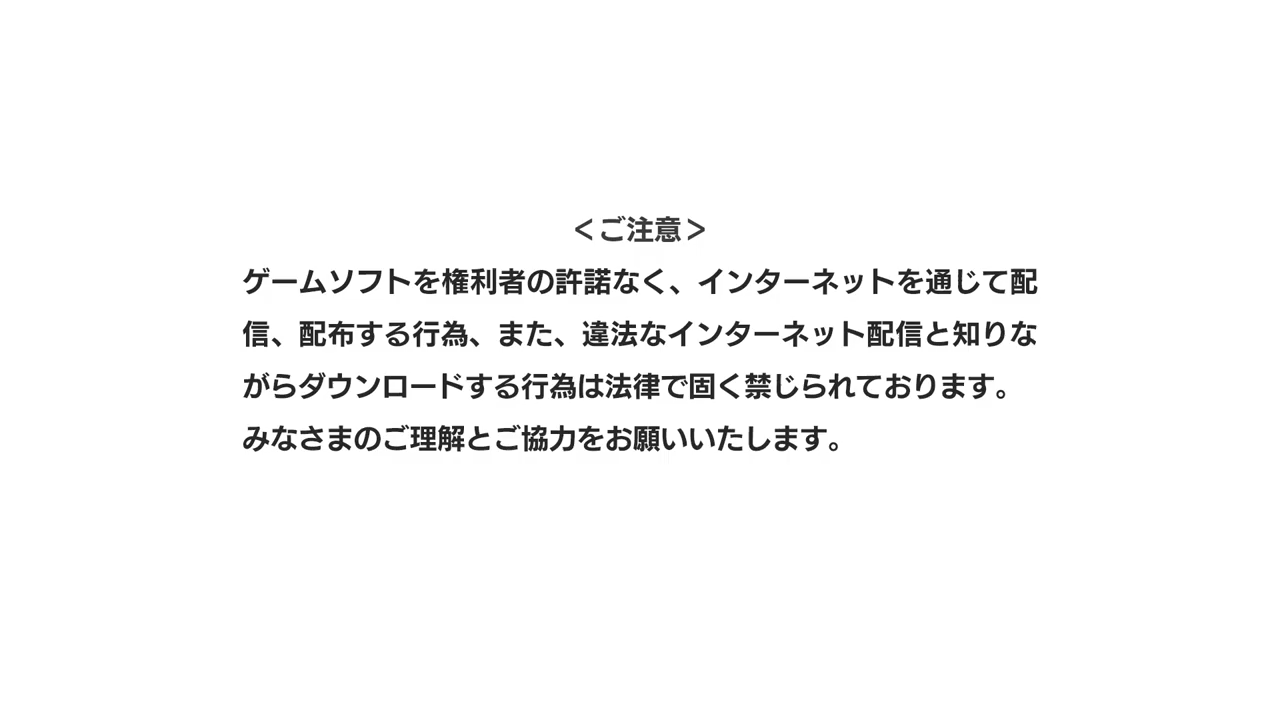 ＜ご注意＞
ゲームソフトを権利者の許諾なく、インターネットを通じて配
信、配布する行為、また、違法なインターネット配信と知りな
がらダウンロードする行為は法律で固く禁じられております。
みなさまのご理解とご協力をお願いいたします。